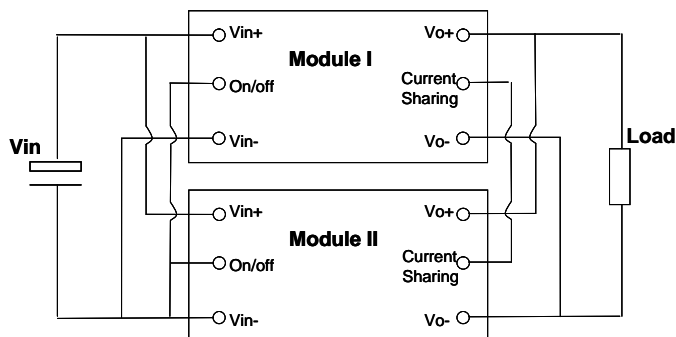 Vin+
Module I
Vo+
On/off
Current
Sharing
Vin-
Vo-
Vin
Load
Vin+
Module II
Vo+
On/off
Current
Sharing
Vin-
Vo-